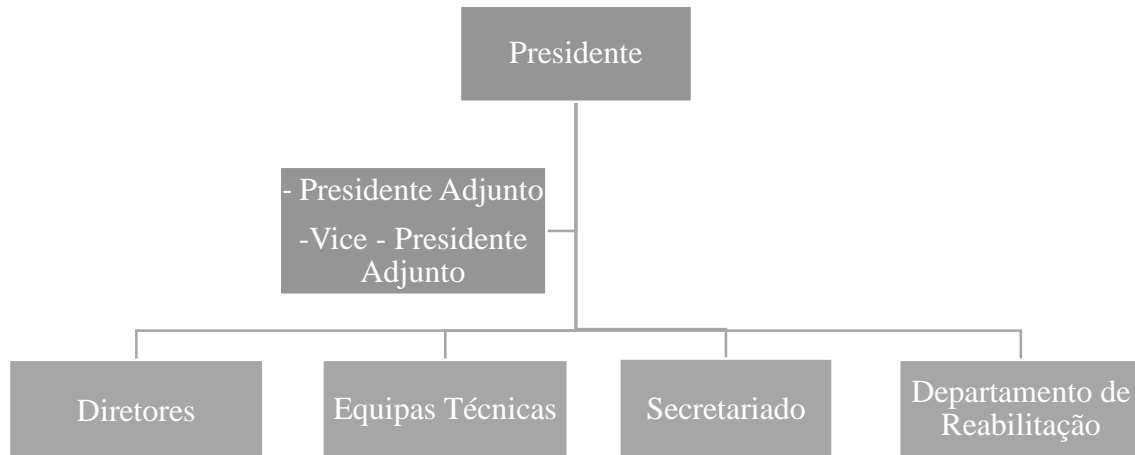 Presidente
- Presidente Adjunto
-Vice - Presidente
Adjunto
Diretores
Equipas Técnicas
Secretariado
Departamento de
Reabilitação